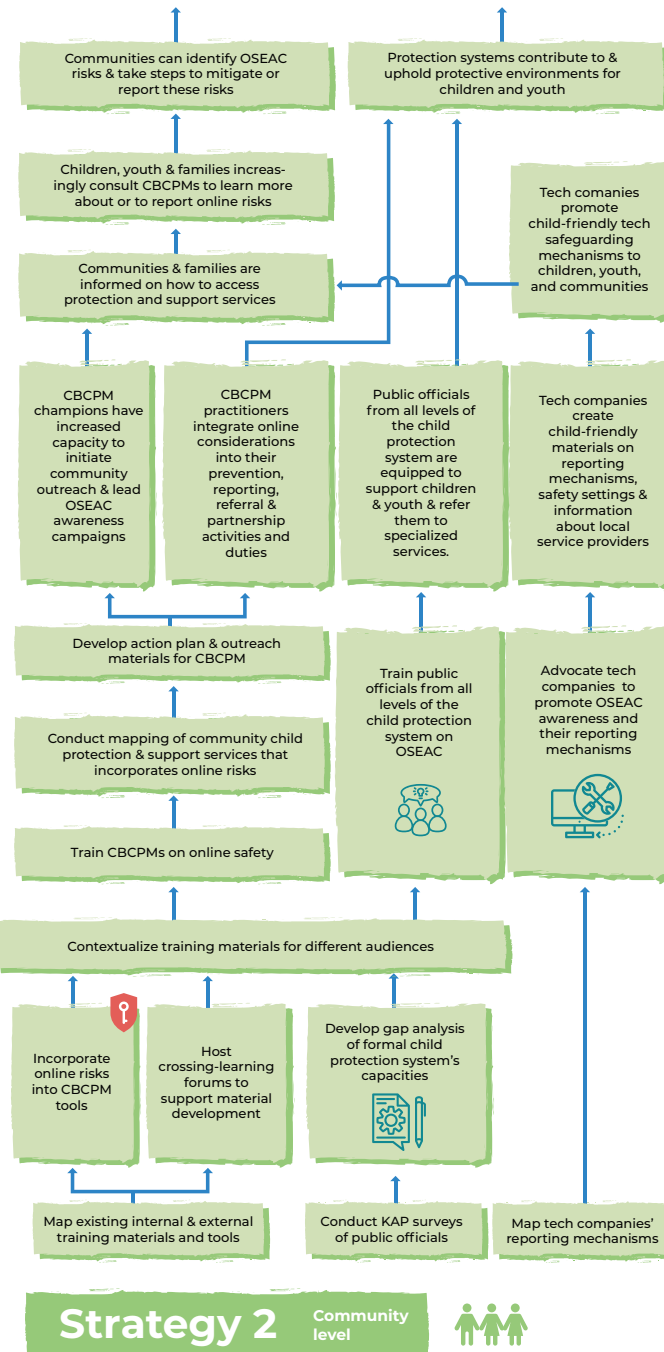 Communities can identify OSEAC
risks & take steps to mitigate or
report these risks
Protection systems contribute to &
uphold protective environments for
children and youth
Children, youth & families increas-
ingly consult CBCPMs to learn more
about or to report online risks
Tech comanies
promote
child-friendly tech
safeguarding
mechanisms to
children, youth,
and communities
Communities & families are
informed on how to access
protection and support services
CBCPM
champions have
increased
capacity to
initiate
community
outreach & lead
OSEAC
awareness
campaigns
CBCPM
practitioners
integrate online
considerations
into their
prevention,
reporting,
referral &
partnership
activities and
duties
Public officials
from all levels of
the child
protection
system are
equipped to
support children
& youth & refer
them to
specialized
services.
Tech companies
create
child-friendly
materials on
reporting
mechanisms,
safety settings &
information
about local
service providers
Develop action plan & outreach
materials for CBCPM
Conduct mapping of community child
protection & support services that
incorporates online risks
Train CBCPMs on online safety
Train public
officials from all
levels of the
child protection
system on
OSEAC
Advocate tech
companies to
promote OSEAC
awareness and
their reporting
mechanisms
Contextualize training materials for different audiences
Incorporate
online risks
into CBCPM
tools
Host
crossing-learning
forums to
support material
development
Develop gap analysis
of formal child
protection system's
capacities
Map existing internal & external
training materials and tools
Conduct KAP surveys
of public officials
Map tech companies'
reporting mechanisms
Strategy 2
Community
level